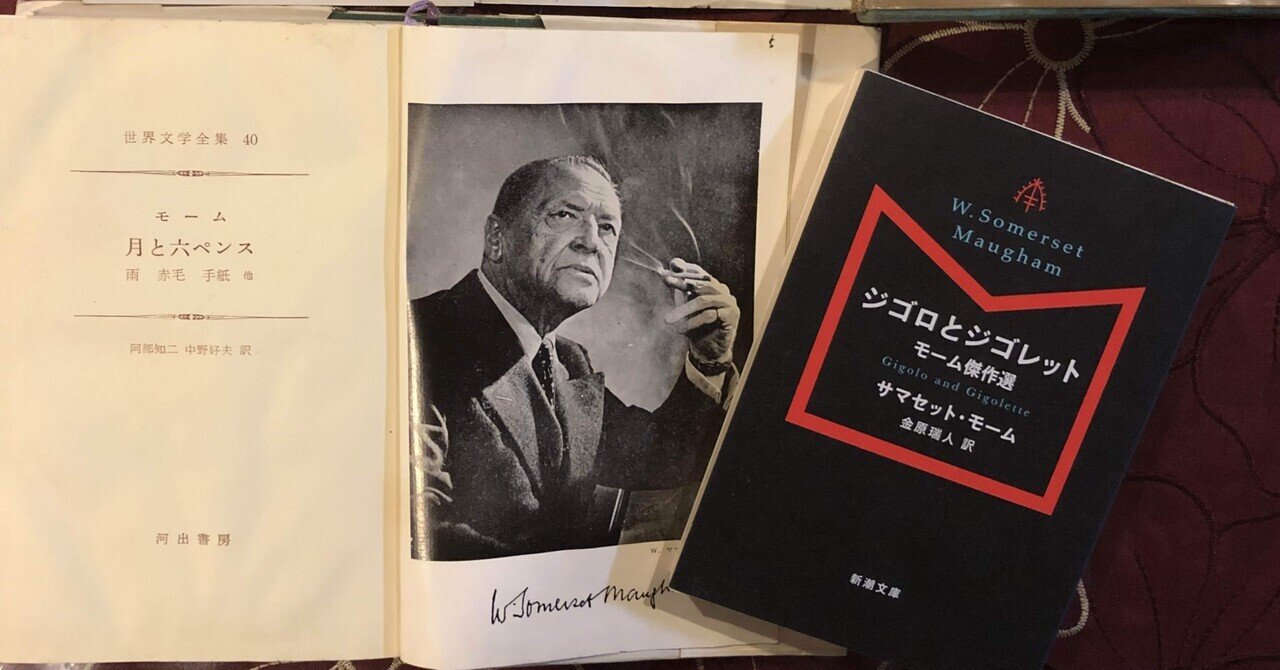 世界文学全集 40
モーム
月と六ペンス
雨 赤毛 手紙 他
阿部知二 中野好夫 訳
河出書房
W. サマ
W. Somerset Maugh
W. Somerset
Maugham
ジゴロとジゴレット
モーム傑作選
Gigolo and Gigolette
サマセット・モーム
金原瑞人 訳
新潮文庫